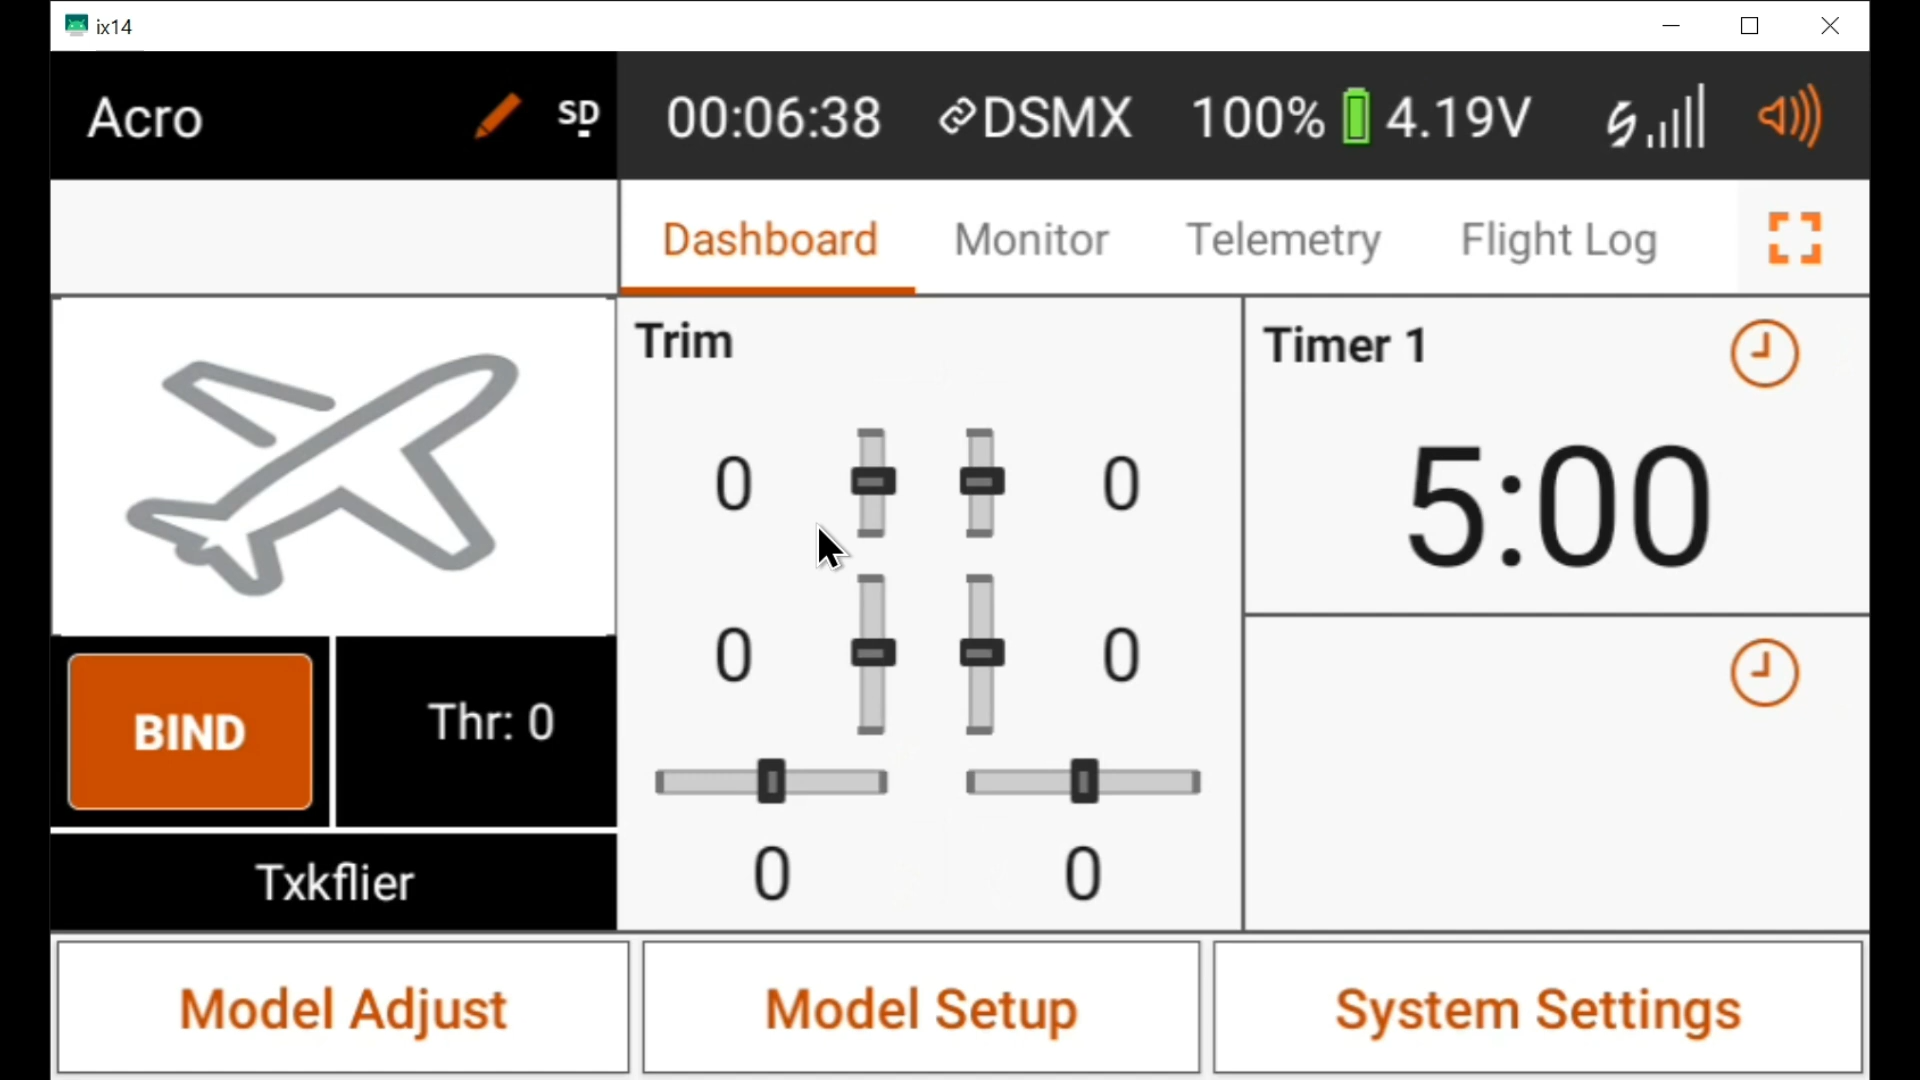 ix14
Acro SD 00:06:38 DSMX 100% 4.19V
Dashboard Monitor Telemetry Flight Log
Trim
Timer 1
0 0
5:00
0 0
BIND
Thr: 0
0 0
Txkflier
Model Adjust Model Setup System Settings